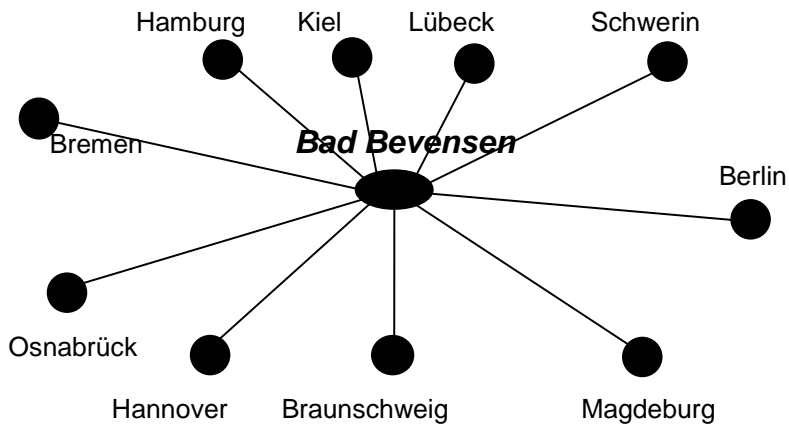 Hamburg
Kiel
Lübeck
Schwerin
Bremen
Bad Bevensen
Berlin
Osnabrück
Hannover
Braunschweig
Magdeburg